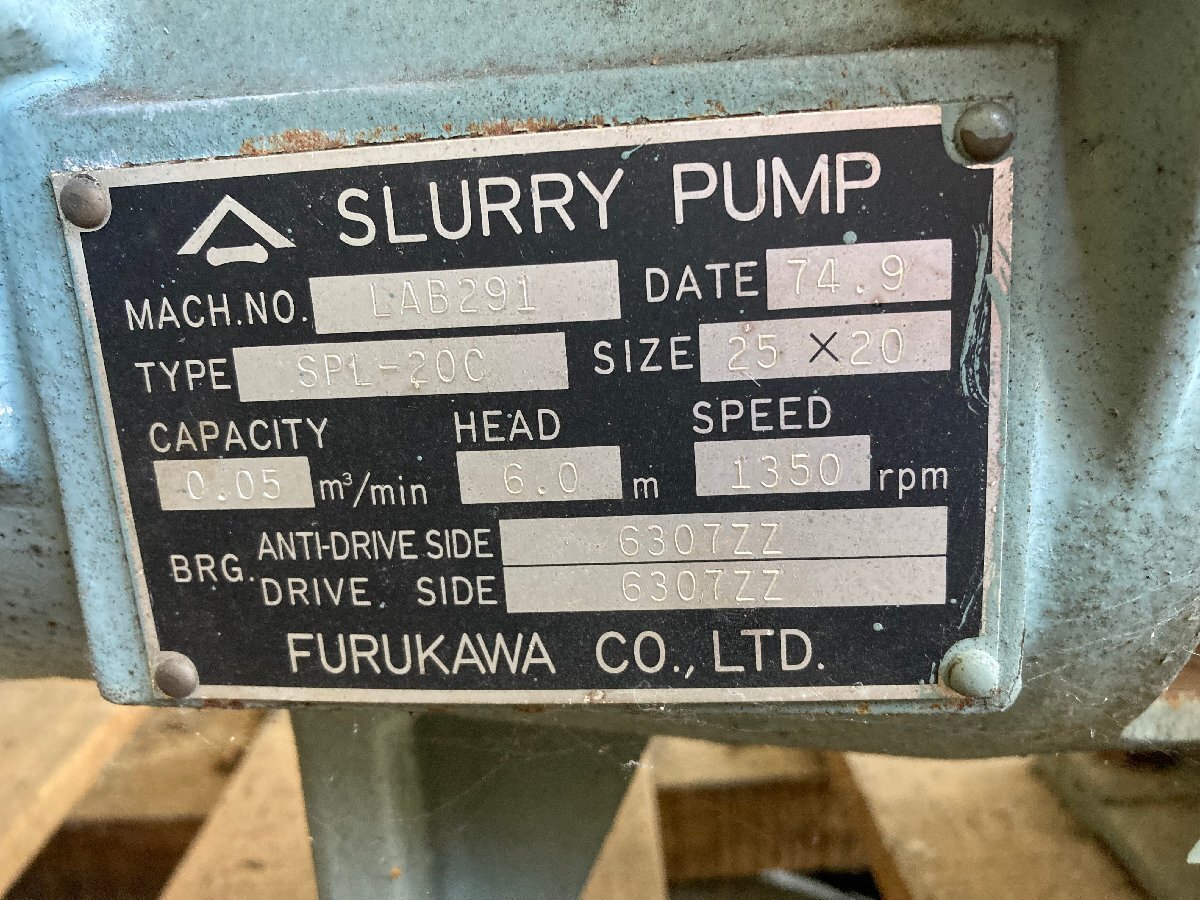 SLURRY PUMP
MACH.NO. LAB291 DATE 74.9
TYPE SPL-20C SIZE 25 × 20
CAPACITY HEAD SPEED
0.05 m³/min 6.0 m 1350 rpm
BRG. ANTI-DRIVE SIDE 6307ZZ
DRIVE. SIDE 6307ZZ
FURUKAWA CO., LTD.